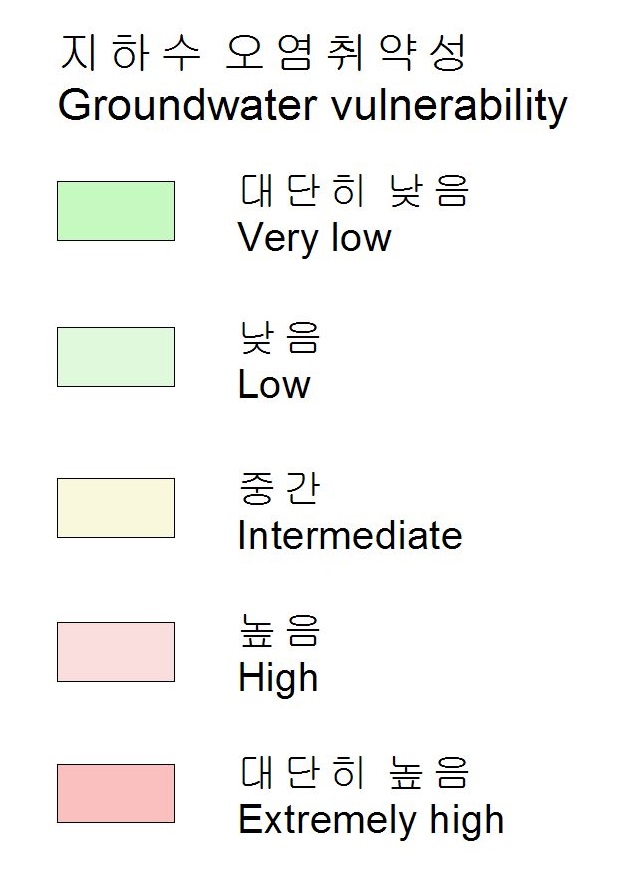 지하수 오염취약성
Groundwater vulnerability
대단히 낮음
Very low
낮음
Low
중간
Intermediate
높음
High
대단히 높음
Extremely high